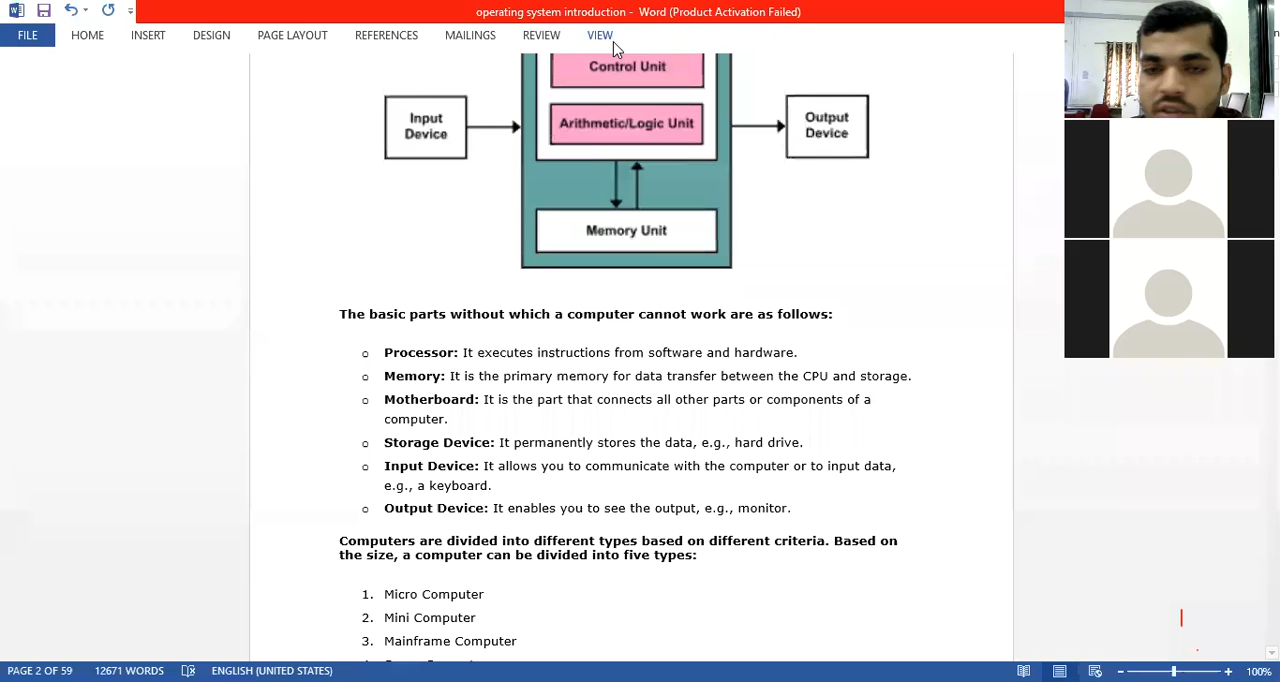 operating system introduction - Word (Product Activation Failed)
FILE HOME INSERT DESIGN PAGE LAYOUT REFERENCES MAILINGS REVIEW VIEW
Control Unit
Input
Device
Arithmetic/Logic Unit
Output
Device
Memory Unit
The basic parts without which a computer cannot work are as follows:
o Processor: It executes instructions from software and hardware.
o Memory: It is the primary memory for data transfer between the CPU and storage.
o Motherboard: It is the part that connects all other parts or components of a
computer.
o Storage Device: It permanently stores the data, e.g., hard drive.
o Input Device: It allows you to communicate with the computer or to input data,
e.g., a keyboard.
o Output Device: It enables you to see the output, e.g., monitor.
Computers are divided into different types based on different criteria. Based on
the size, a computer can be divided into five types:
1. Micro Computer
2. Mini Computer
3. Mainframe Computer
PAGE 2 OF 59 12671 WORDS ENGLISH (UNITED STATES) 100%